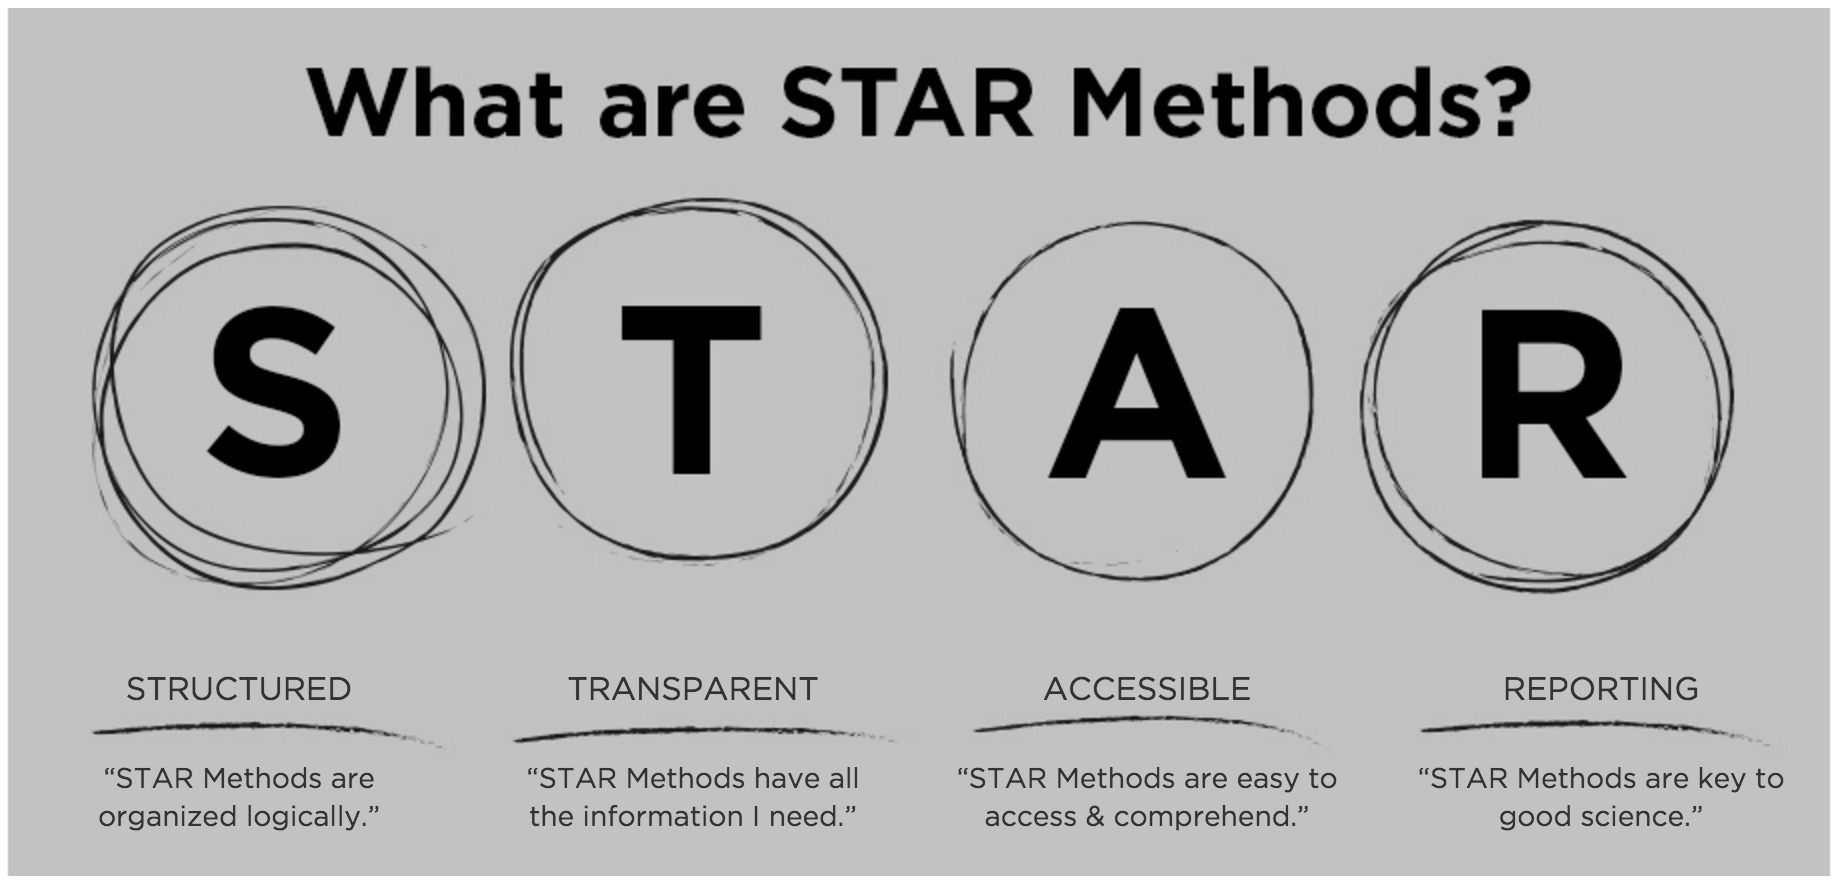 What are STAR Methods?
S T A R
STRUCTURED
“STAR Methods are
organized logically.”
TRANSPARENT
“STAR Methods have all
the information I need.”
ACCESSIBLE
“STAR Methods are easy to
access & comprehend.”
REPORTING
“STAR Methods are key to
good science.”